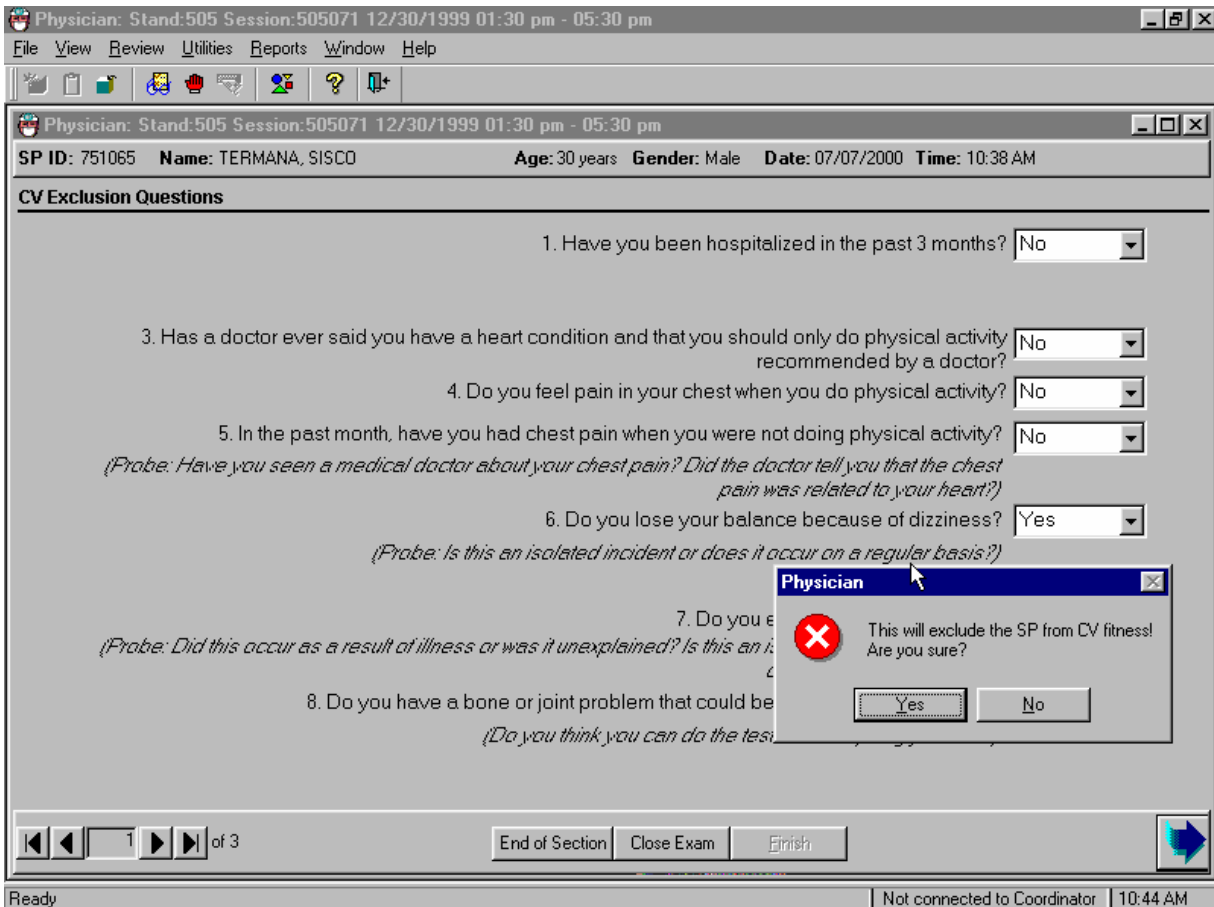 Physician: Stand:505 Session:505071 12/30/1999 01:30 pm - 05:30 pm
File View Review Utilities Reports Window Help
Physician: Stand:505 Session:505071 12/30/1999 01:30 pm - 05:30 pm
SP ID: 751065 Name: TERMANA, SISCO Age: 30 years Gender: Male Date: 07/07/2000 Time: 10:38 AM
CV Exclusion Questions
1. Have you been hospitalized in the past 3 months? No
3. Has a doctor ever said you have a heart condition and that you should only do physical activity No
recommended by a doctor?
4. Do you feel pain in your chest when you do physical activity? No
5. In the past month, have you had chest pain when you were not doing physical activity? No
(Probe: Have you seen a medical doctor about your chest pain? Did the doctor tell you that the chest
pain was related to your heart?)
6. Do you lose your balance because of dizziness? Yes
(Probe: Is this an isolated incident or does it occur on a regular basis?)
Physician
7. Do you
(Probe: Did this occur as a result of illness or was it unexplained? Is this an
This will exclude the SP from CV fitness!
Are you sure?
8. Do you have a bone or joint problem that could be
Yes No
(Do you think you can do the test
1 of 3 End of Section Close Exam Finish
Ready Not connected to Coordinator 10:44 AM